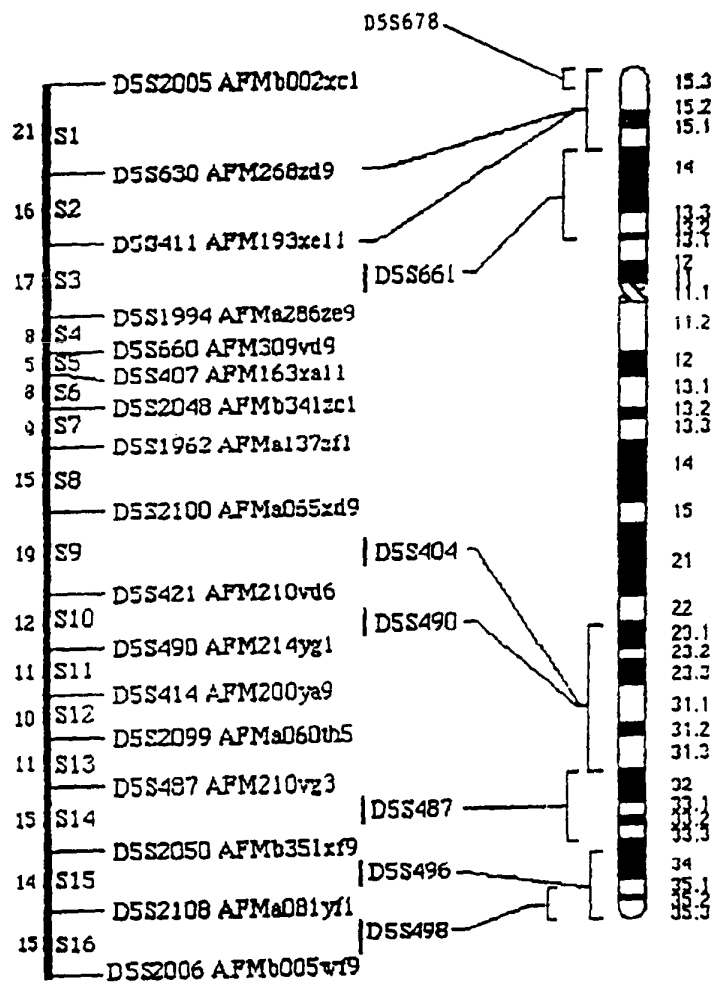 D5S678
D5S2005 AFMb002xc1
21 S1
D5S630 AFM268zd9
16 S2
D5S411 AFM193xe11
17 S3
D5S661
D5S1994 AFMa286ze9
8 S4
D5S660 AFM309vd9
5 S5
D5S407 AFM163xa11
8 S6
D5S2048 AFMb341zc1
9 S7
D5S1962 AFMa137zf1
15 S8
D5S2100 AFMa055xd9
19 S9
D5S404
D5S421 AFM210vd6
12 S10
D5S490
D5S490 AFM214yg1
11 S11
D5S414 AFM200ya9
10 S12
D5S2099 AFMa060th5
11 S13
D5S487 AFM210vz3
15 S14
D5S487
D5S2050 AFMb351xf9
14 S15
D5S496
D5S2108 AFMa081yf1
15 S16
D5S498
D5S2006 AFMb005wf9
15.3
15.2
15.1
14
13.3
13.2
13.1
12
11
11.1
11.2
12
13.1
13.2
13.3
14
15
21
22
23.1
23.2
23.3
31.1
31.2
31.3
32
33.1
33.2
33.3
34
35.1
35.2
35.3